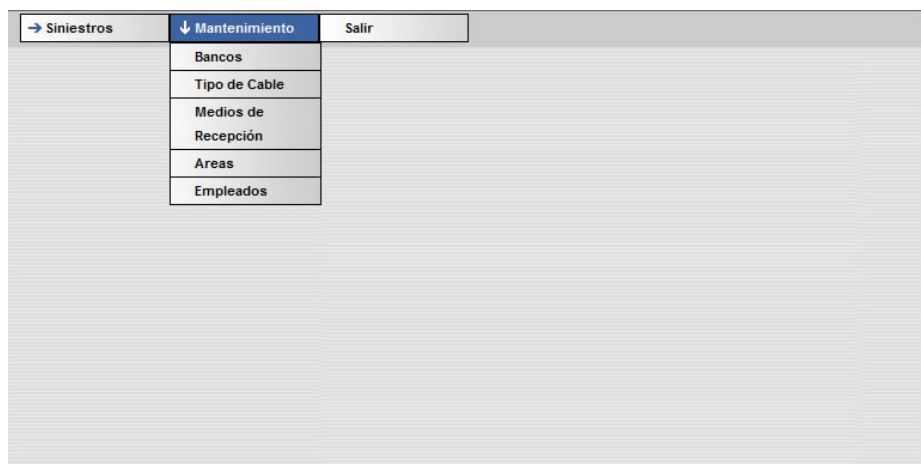 Siniestros
Mantenimiento
Salir
Bancos
Tipo de Cable
Medios de
Recepción
Areas
Empleados